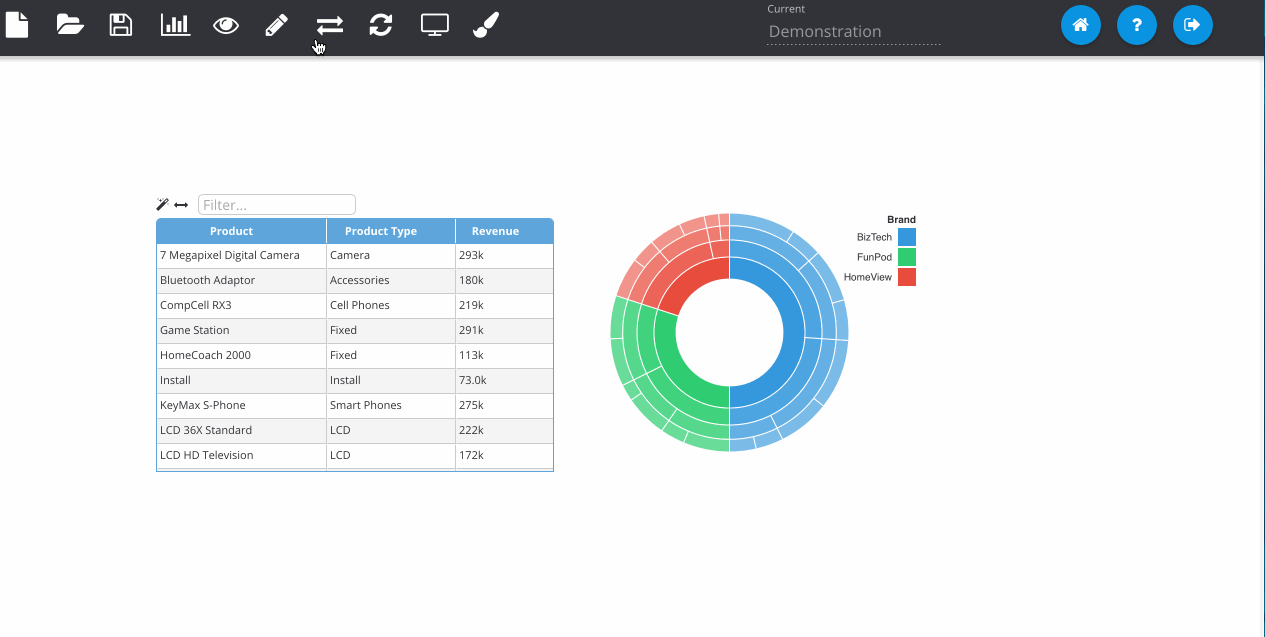 Current
Demonstration
?
Filter...
Product Product Type Revenue
7 Megapixel Digital Camera Camera 293k
Bluetooth Adaptor Accessories 180k
CompCell RX3 Cell Phones 219k
Game Station Fixed 291k
HomeCoach 2000 Fixed 113k
Install Install 73.0k
KeyMax S-Phone Smart Phones 275k
LCD 36X Standard LCD 222k
LCD HD Television LCD 172k
Brand
BizTech
FunPod
HomeView